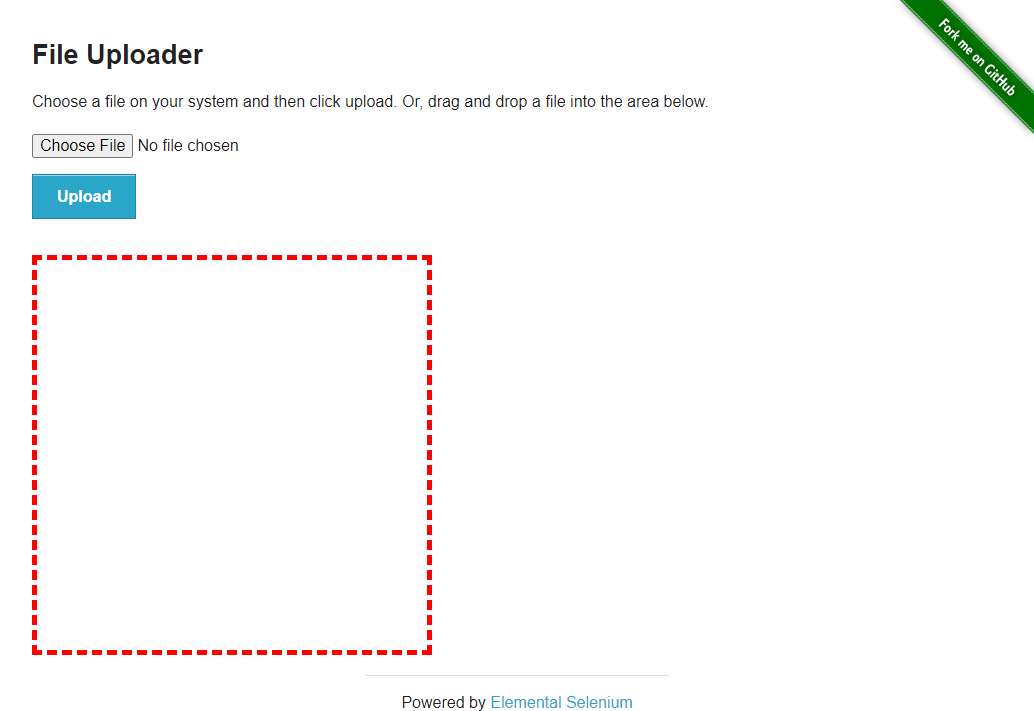 Fork me on GitHub
File Uploader
Choose a file on your system and then click upload. Or, drag and drop a file into the area below.
Choose File No file chosen
Upload
Powered by Elemental Selenium